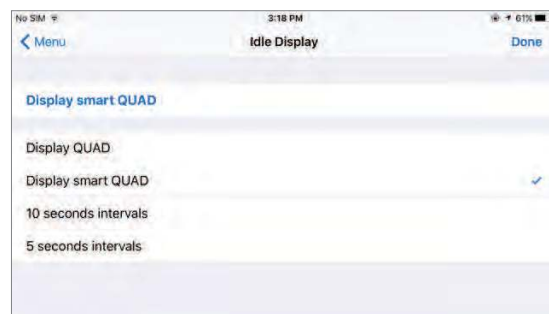 No SIM 3:18 PM 61%
Menu Idle Display Done
Display smart QUAD
Display QUAD
Display smart QUAD
10 seconds intervals
5 seconds intervals